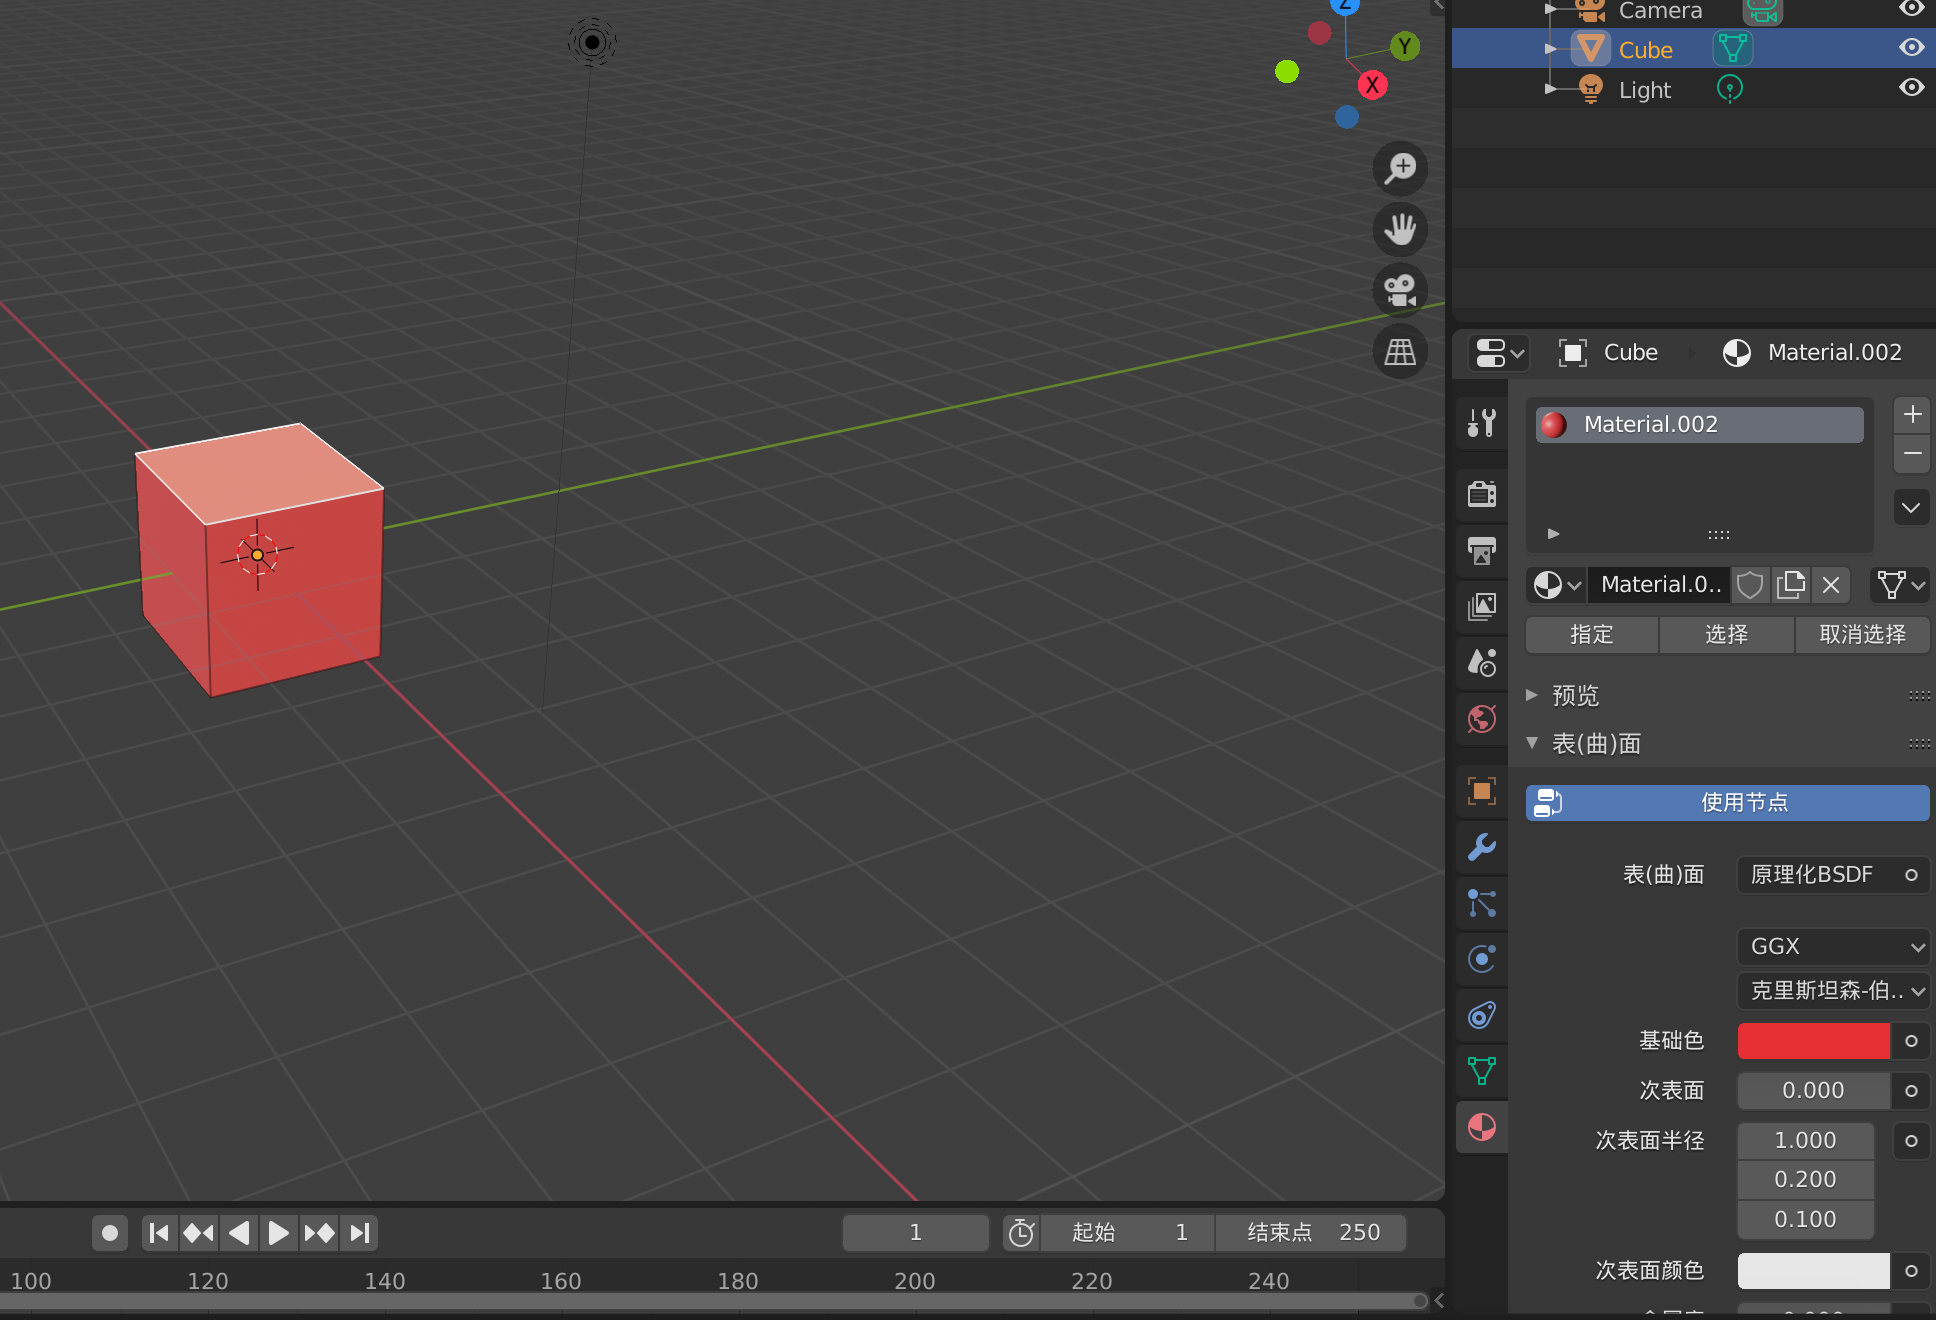 Z
Y
X
Camera
Cube
Light
Cube
Material.002
Material.002
Material.0..
指定
选择
取消选择
预览
表(曲)面
使用节点
表(曲)面
原理化BSDF
GGX
克里斯坦森-伯..
基础色
次表面
0.000
次表面半径
1.000
0.200
0.100
次表面颜色
1
起始 1
结束点 250
100 120 140 160 180 200 220 240